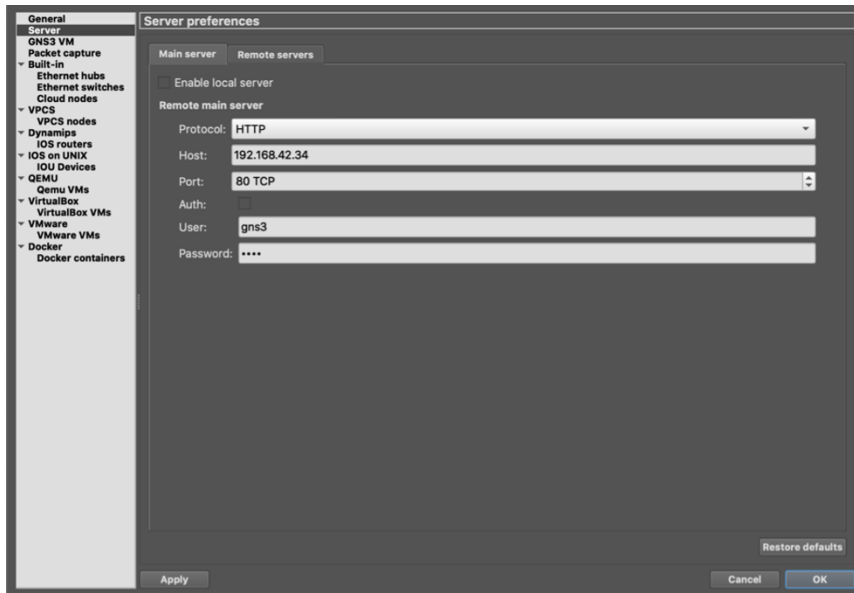 General
Server
GNS3 VM
Packet capture
Built-in
Ethernet hubs
Ethernet switches
Cloud nodes
VPCS
VPCS nodes
Dynamips
IOS routers
IOS on UNIX
IOU Devices
QEMU
Qemu VMs
VirtualBox
VirtualBox VMs
VMware
VMware VMs
Docker
Docker containers
Server preferences
Main server Remote servers
Enable local server
Remote main server
Protocol: HTTP
Host: 192.168.42.34
Port: 80 TCP
Auth:
User: gns3
Password: ••••
Restore defaults
Apply Cancel OK